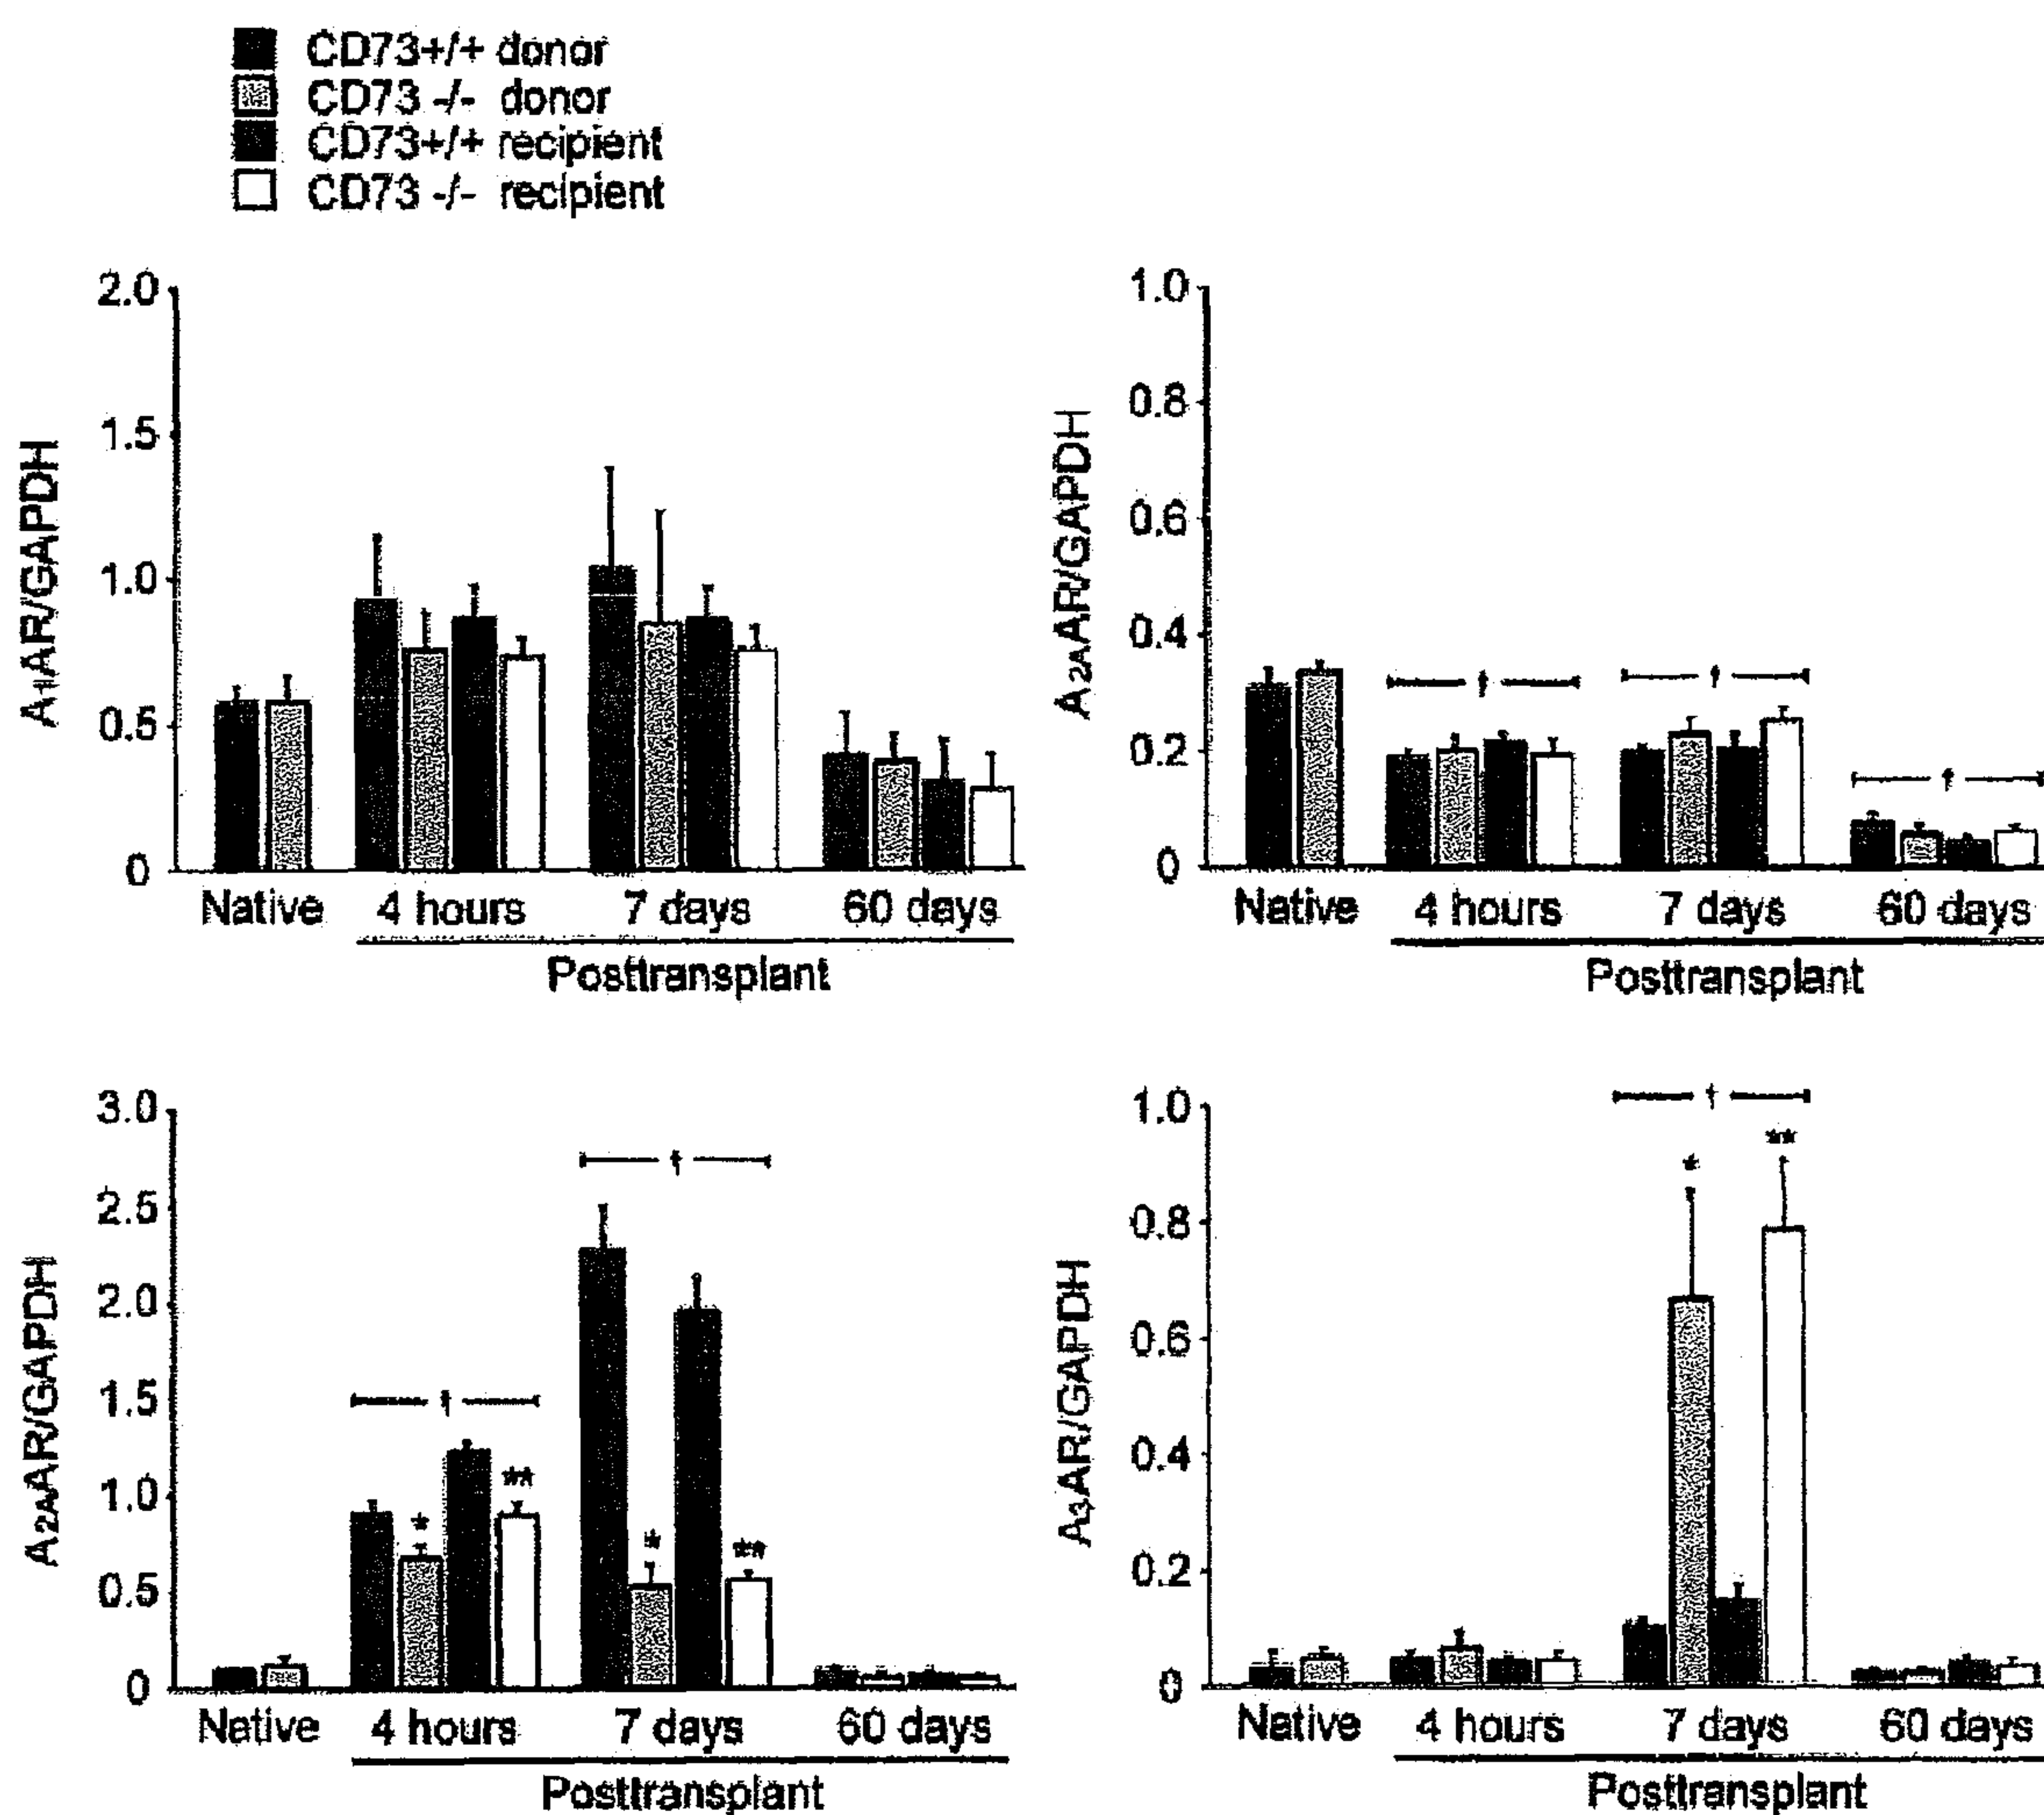 CD73+/+ donor
CD73 -/- donor
CD73+/+ recipient
CD73 -/- recipient
2.0
1.5
1.0
0.5
0
A1AR/GAPDH
Native 4 hours 7 days 60 days
Posttransplant
1.0
0.8
0.6
0.4
0.2
0
A2AAR/GAPDH
† † †
Native 4 hours 7 days 60 days
Posttransplant
3.0
2.5
2.0
1.5
1.0
0.5
0
A2AAR/GAPDH
† †
* ** * **
Native 4 hours 7 days 60 days
Posttransplant
1.0
0.8
0.6
0.4
0.2
0
A3AR/GAPDH
†
* **
Native 4 hours 7 days 60 days
Posttransplant